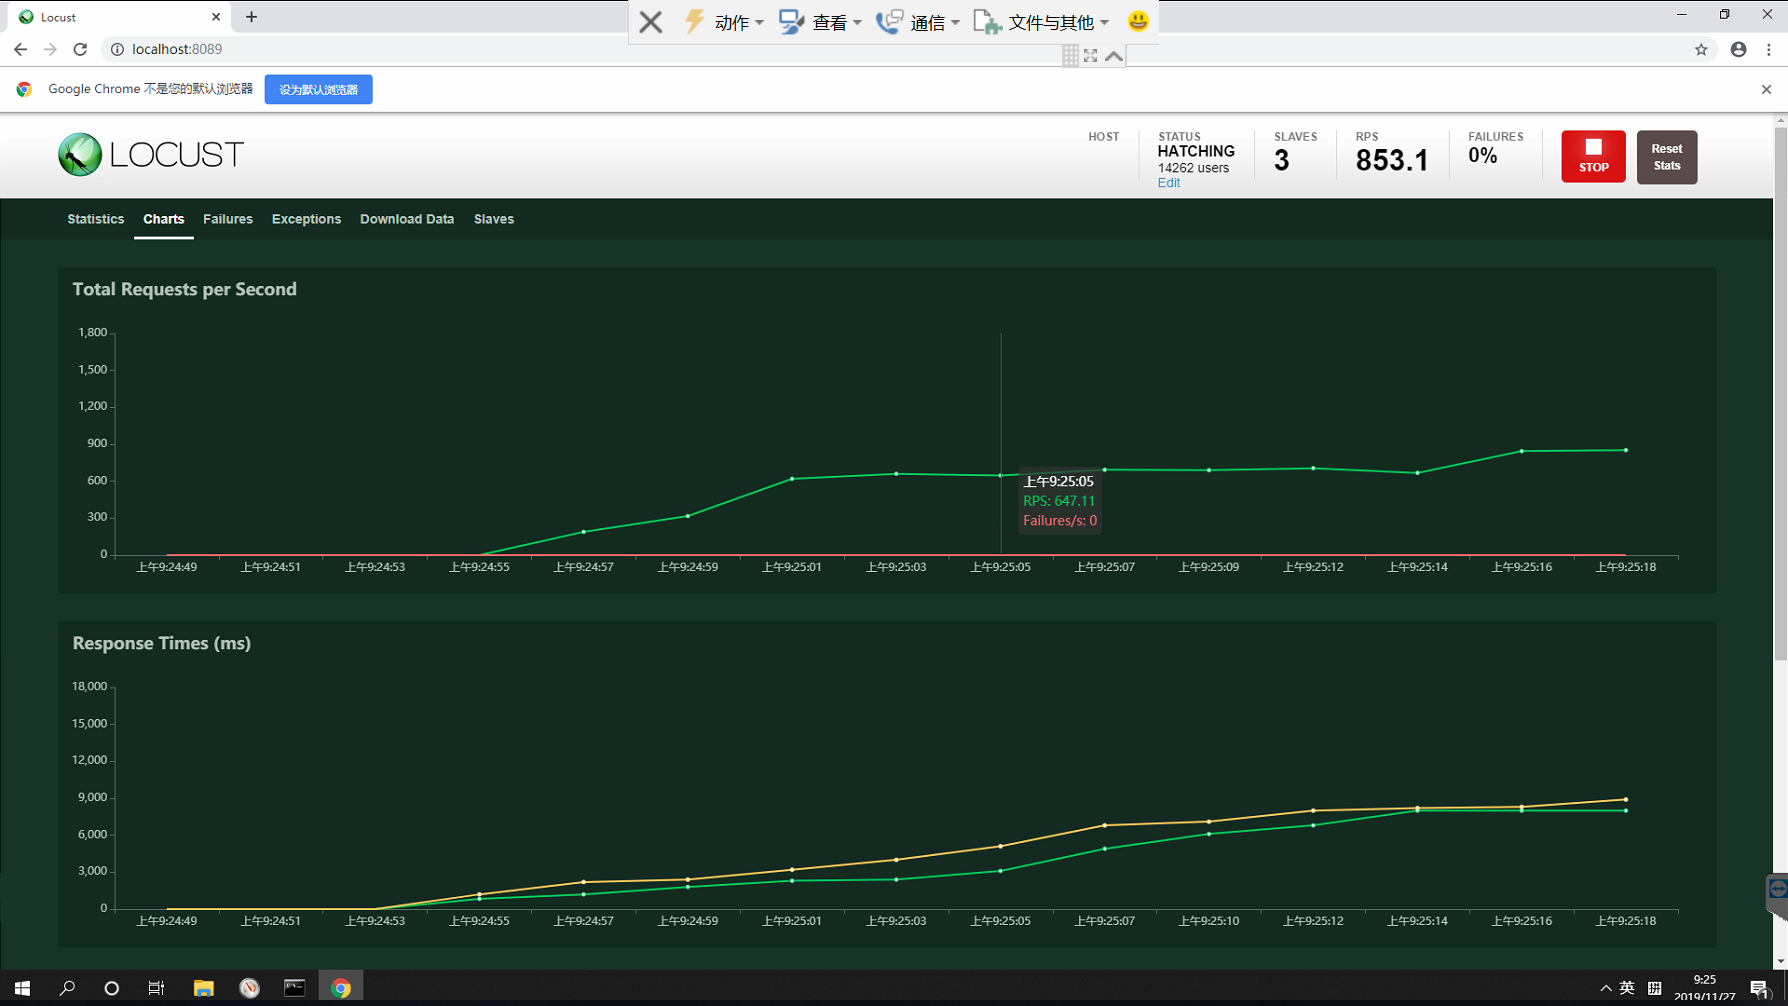 Locust
动作
查看
通信
文件与其他
localhost:8089
Google Chrome 不是您的默认浏览器
设为默认浏览器
LOCUST
HOST
STATUS
HATCHING
14262 users
Edit
SLAVES
3
RPS
853.1
FAILURES
0%
STOP
Reset
Stats
Statistics
Charts
Failures
Exceptions
Download Data
Slaves
Total Requests per Second
1,800
1,500
1,200
900
600
300
0
上午9:25:05
RPS: 647.11
Failures/s: 0
上午9:24:49
上午9:24:51
上午9:24:53
上午9:24:55
上午9:24:57
上午9:24:59
上午9:25:01
上午9:25:03
上午9:25:05
上午9:25:07
上午9:25:09
上午9:25:12
上午9:25:14
上午9:25:16
上午9:25:18
Response Times (ms)
18,000
15,000
12,000
9,000
6,000
3,000
0
上午9:24:49
上午9:24:51
上午9:24:53
上午9:24:55
上午9:24:57
上午9:24:59
上午9:25:01
上午9:25:03
上午9:25:05
上午9:25:07
上午9:25:10
上午9:25:12
上午9:25:14
上午9:25:16
上午9:25:18
英
拼
9:25
2019/11/27
1